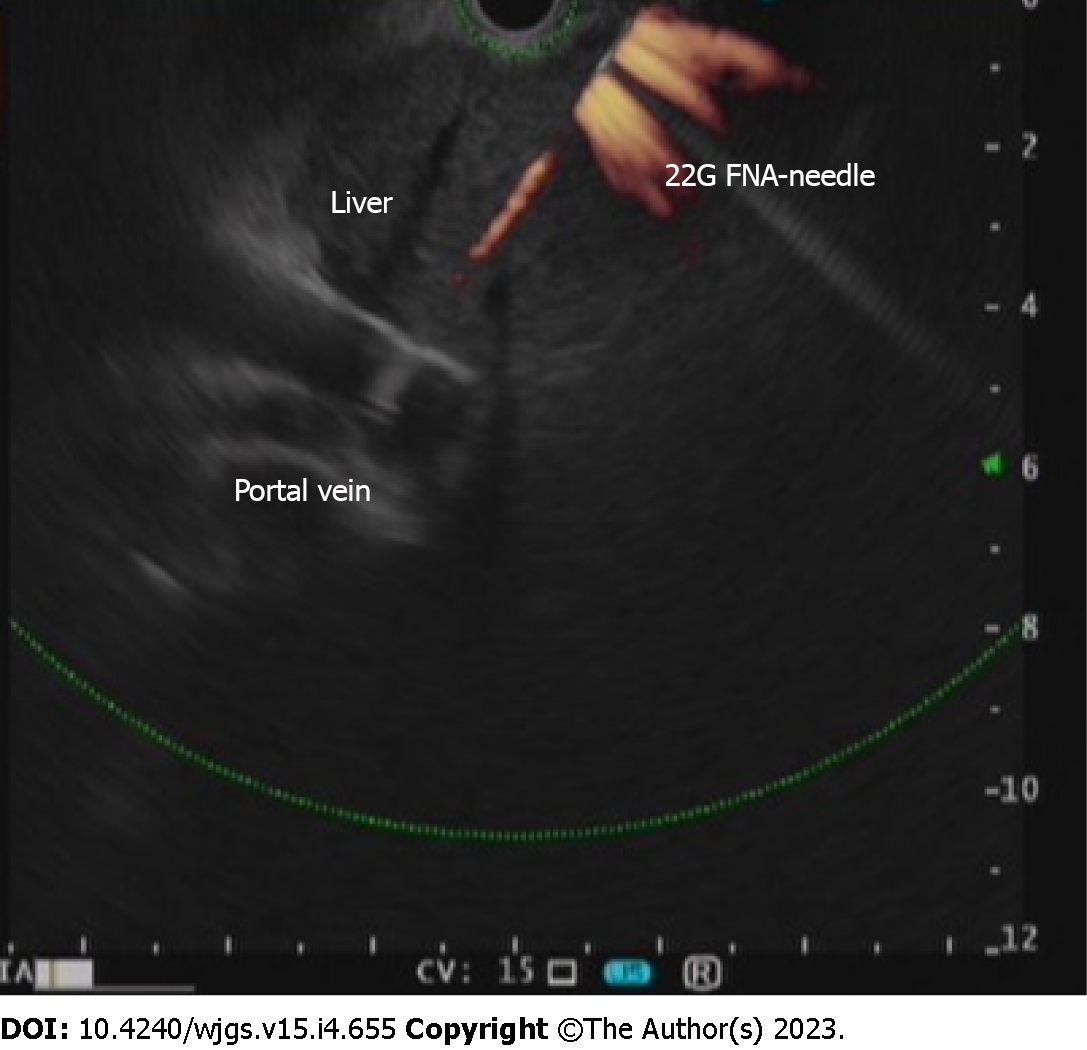 2
22G FNA-needle
Liver
4
6
Portal vein
8
10
12
IA
CV: 15
R
DOI: 10.4240/wjgs.v15.i4.655 Copyright ©The Author(s) 2023.